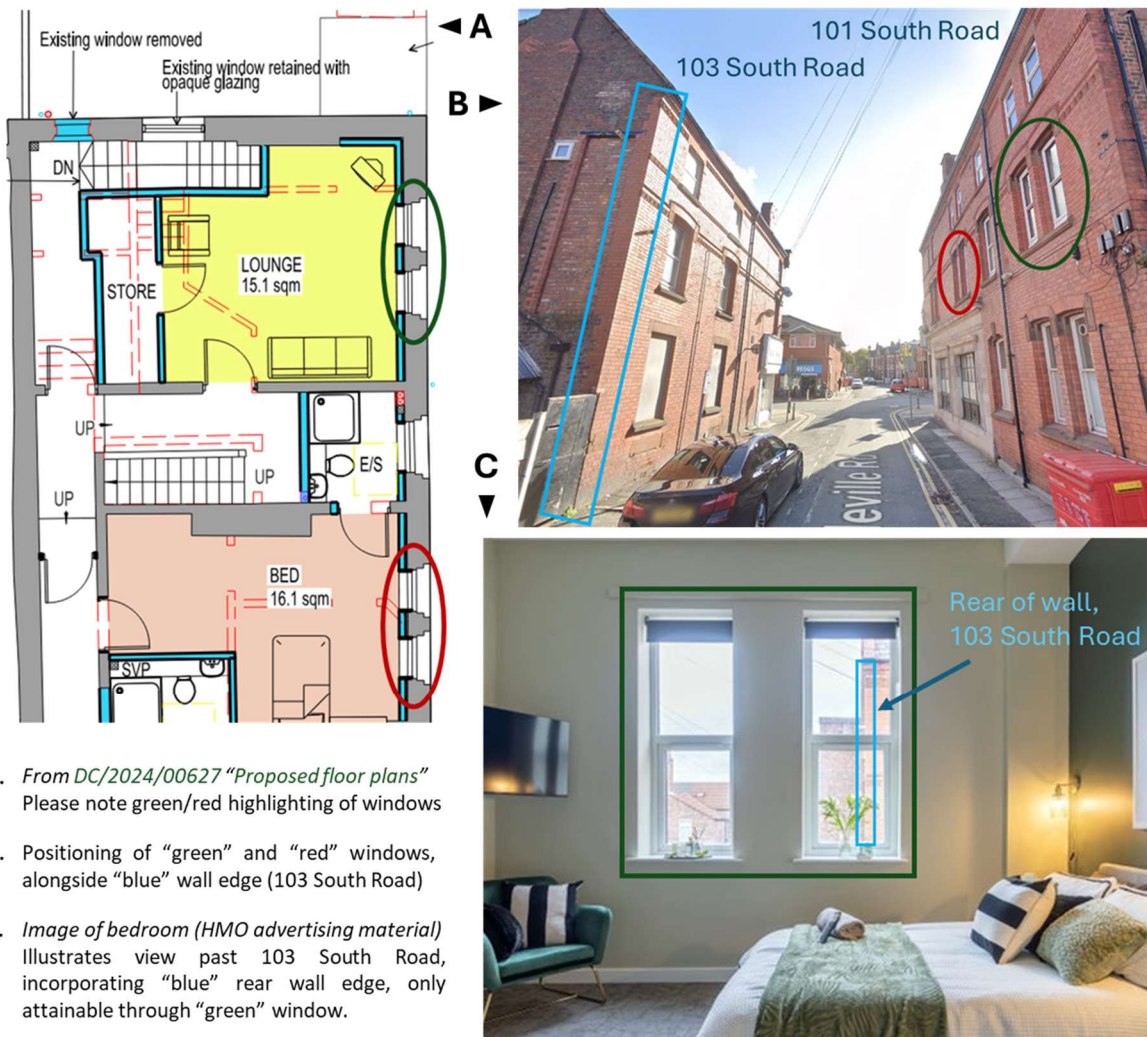 Existing window removed
Existing window retained with
opaque glazing
DN
STORE
LOUNGE
15.1 sqm
UP
UP
UP
E/S
BED
16.1 sqm
SVP
A
B
C
101 South Road
103 South Road
eville Ro
Rear of wall,
103 South Road
. From DC/2024/00627 “Proposed floor plans”
Please note green/red highlighting of windows
. Positioning of “green” and “red” windows,
alongside “blue” wall edge (103 South Road)
. Image of bedroom (HMO advertising material)
Illustrates view past 103 South Road,
incorporating “blue” rear wall edge, only
attainable through “green” window.